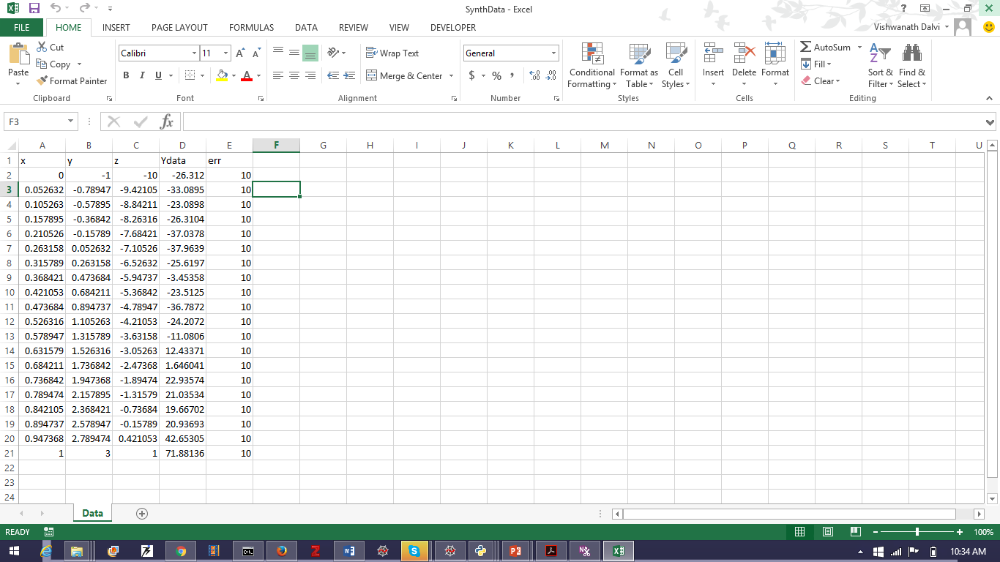 SynthData - Excel
FILE HOME INSERT PAGE LAYOUT FORMULAS DATA REVIEW VIEW DEVELOPER Vishwanath Dalvi
Cut
Copy
Format Painter
Paste
Clipboard
Calibri 11
B I U A
Font
Wrap Text
Merge & Center
Alignment
General
$ % ,
Number
Conditional Formatting
Format as Table
Cell Styles
Styles
Insert Delete Format
Cells
AutoSum
Fill
Clear
Sort & Filter
Find & Select
Editing
F3 fx
A B C D E F G H I J K L M N O P Q R S T U
1 x y z Ydata err
2 0 -1 -10 -26.312 10
3 0.052632 -0.78947 -9.42105 -33.0895 10
4 0.105263 -0.57895 -8.84211 -23.0898 10
5 0.157895 -0.36842 -8.26316 -26.3104 10
6 0.210526 -0.15789 -7.68421 -37.0378 10
7 0.263158 0.052632 -7.10526 -37.9639 10
8 0.315789 0.263158 -6.52632 -25.6197 10
9 0.368421 0.473684 -5.94737 -3.45358 10
10 0.421053 0.684211 -5.36842 -23.5125 10
11 0.473684 0.894737 -4.78947 -36.7872 10
12 0.526316 1.105263 -4.21053 -24.2072 10
13 0.578947 1.315789 -3.63158 -11.0806 10
14 0.631579 1.526316 -3.05263 12.43371 10
15 0.684211 1.736842 -2.47368 1.646041 10
16 0.736842 1.947368 -1.89474 22.93574 10
17 0.789474 2.157895 -1.31579 21.03534 10
18 0.842105 2.368421 -0.73684 19.66702 10
19 0.894737 2.578947 -0.15789 20.93693 10
20 0.947368 2.789474 0.421053 42.65305 10
21 1 3 1 71.88136 10
22
23
24
Data
READY 100%
10:34 AM